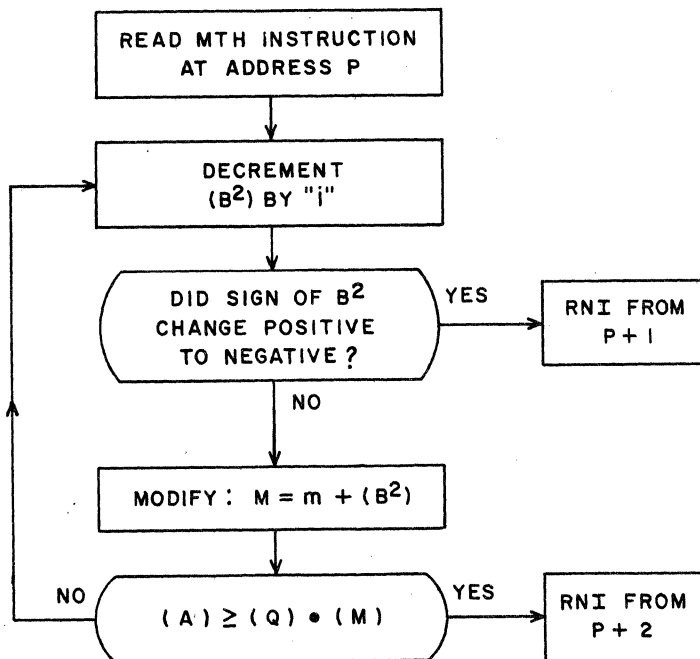 READ MTH INSTRUCTION
AT ADDRESS P
DECREMENT
(B²) BY "i"
DID SIGN OF B²
CHANGE POSITIVE
TO NEGATIVE?
YES
RNI FROM
P+1
NO
MODIFY: M = m + (B²)
NO
(A) ≥ (Q) • (M)
YES
RNI FROM
P+2